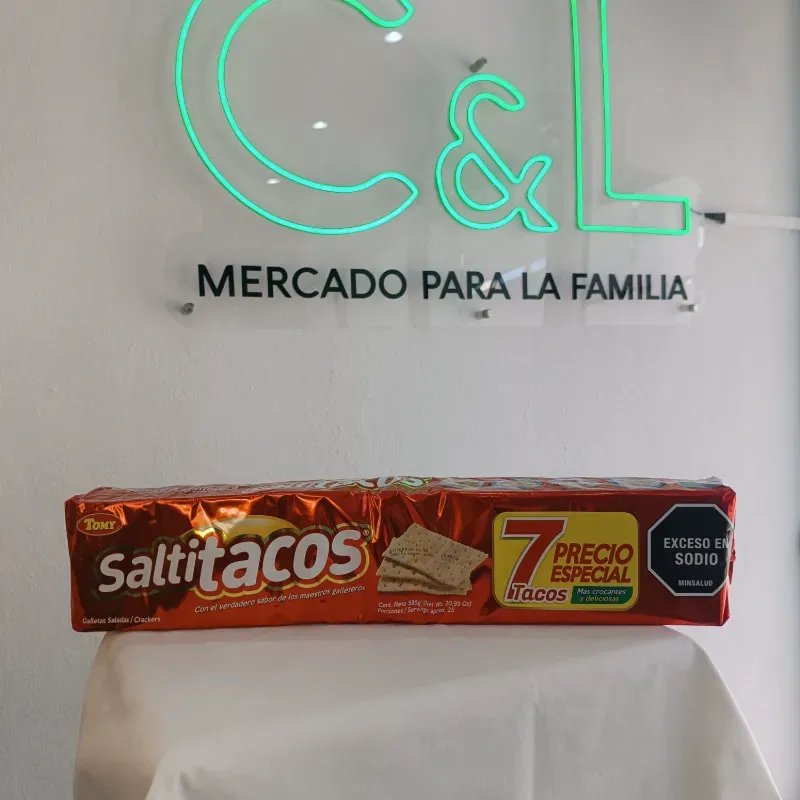 C&L
MERCADO PARA LA FAMILIA
TOMY
Saltitacos
Con el verdadero sabor de los maestros galleteros
Galletas Saladas / Crackers
7
Tacos
PRECIO
ESPECIAL
Más crocantes
y deliciosas
EXCESO EN
SODIO
MINSALUD